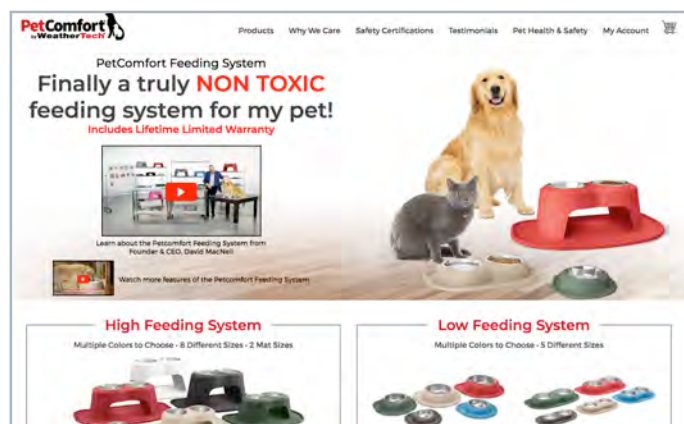 PetComfort
by WeatherTech
Products Why We Care Safety Certifications Testimonials Pet Health & Safety My Account
PetComfort Feeding System
Finally a truly NON TOXIC
feeding system for my pet!
Includes Lifetime Limited Warranty
Learn about the Petcomfort Feeding System from
Founder & CEO, David MacNeil
Watch more features of the Petcomfort Feeding System
High Feeding System
Multiple Colors to Choose - 8 Different Sizes - 2 Mat Sizes
Low Feeding System
Multiple Colors to Choose - 5 Different Sizes